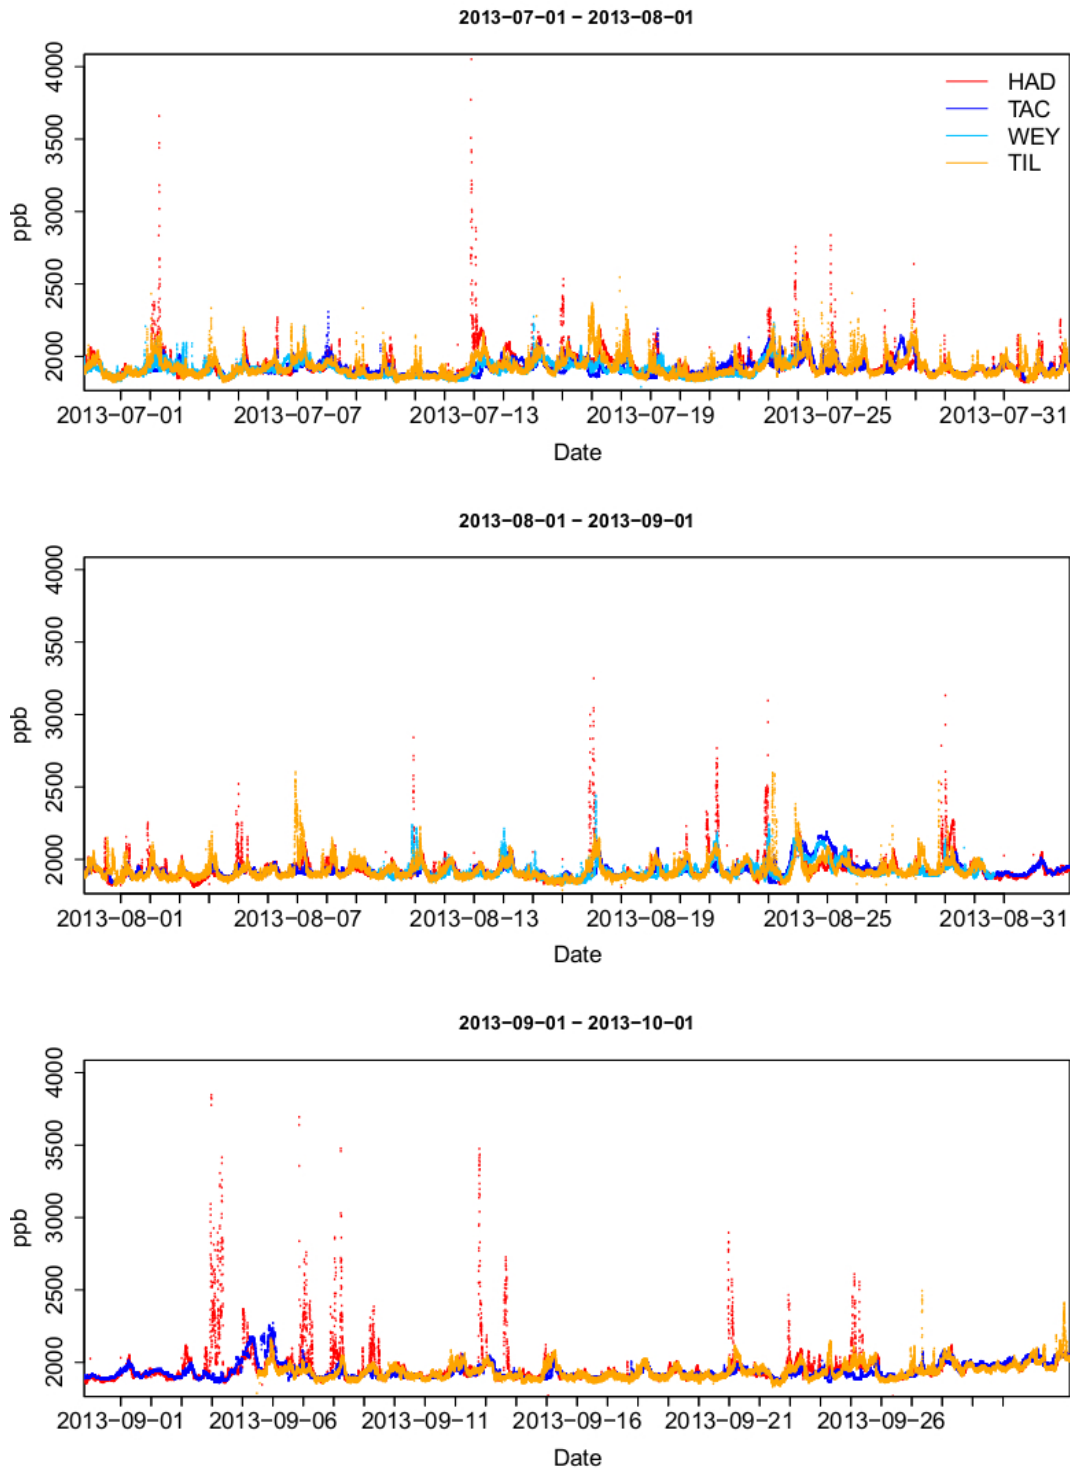 2013−07−01 − 2013−08−01
4000
3500
3000
2500
2000
ppb
HAD
TAC
WEY
TIL
2013−07−01 2013−07−07 2013−07−13 2013−07−19 2013−07−25 2013−07−31
Date
2013−08−01 − 2013−09−01
4000
3500
3000
2500
2000
ppb
2013−08−01 2013−08−07 2013−08−13 2013−08−19 2013−08−25 2013−08−31
Date
2013−09−01 − 2013−10−01
4000
3500
3000
2500
2000
ppb
2013−09−01 2013−09−06 2013−09−11 2013−09−16 2013−09−21 2013−09−26
Date